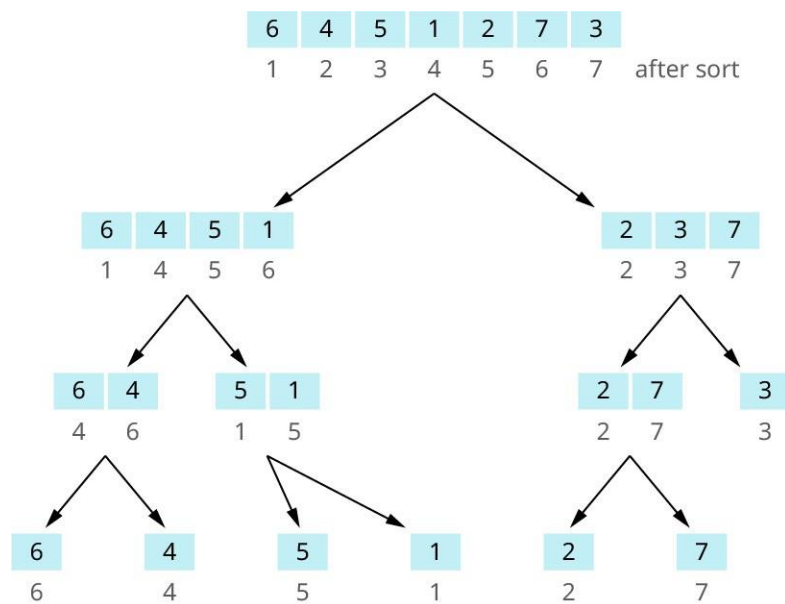 6 4 5 1 2 7 3
1 2 3 4 5 6 7 after sort
6 4 5 1 2 3 7
1 4 5 6 2 3 7
6 4 5 1 2 7 3
4 6 1 5 2 7 3
6 4 5 1 2 7
6 4 5 1 2 7